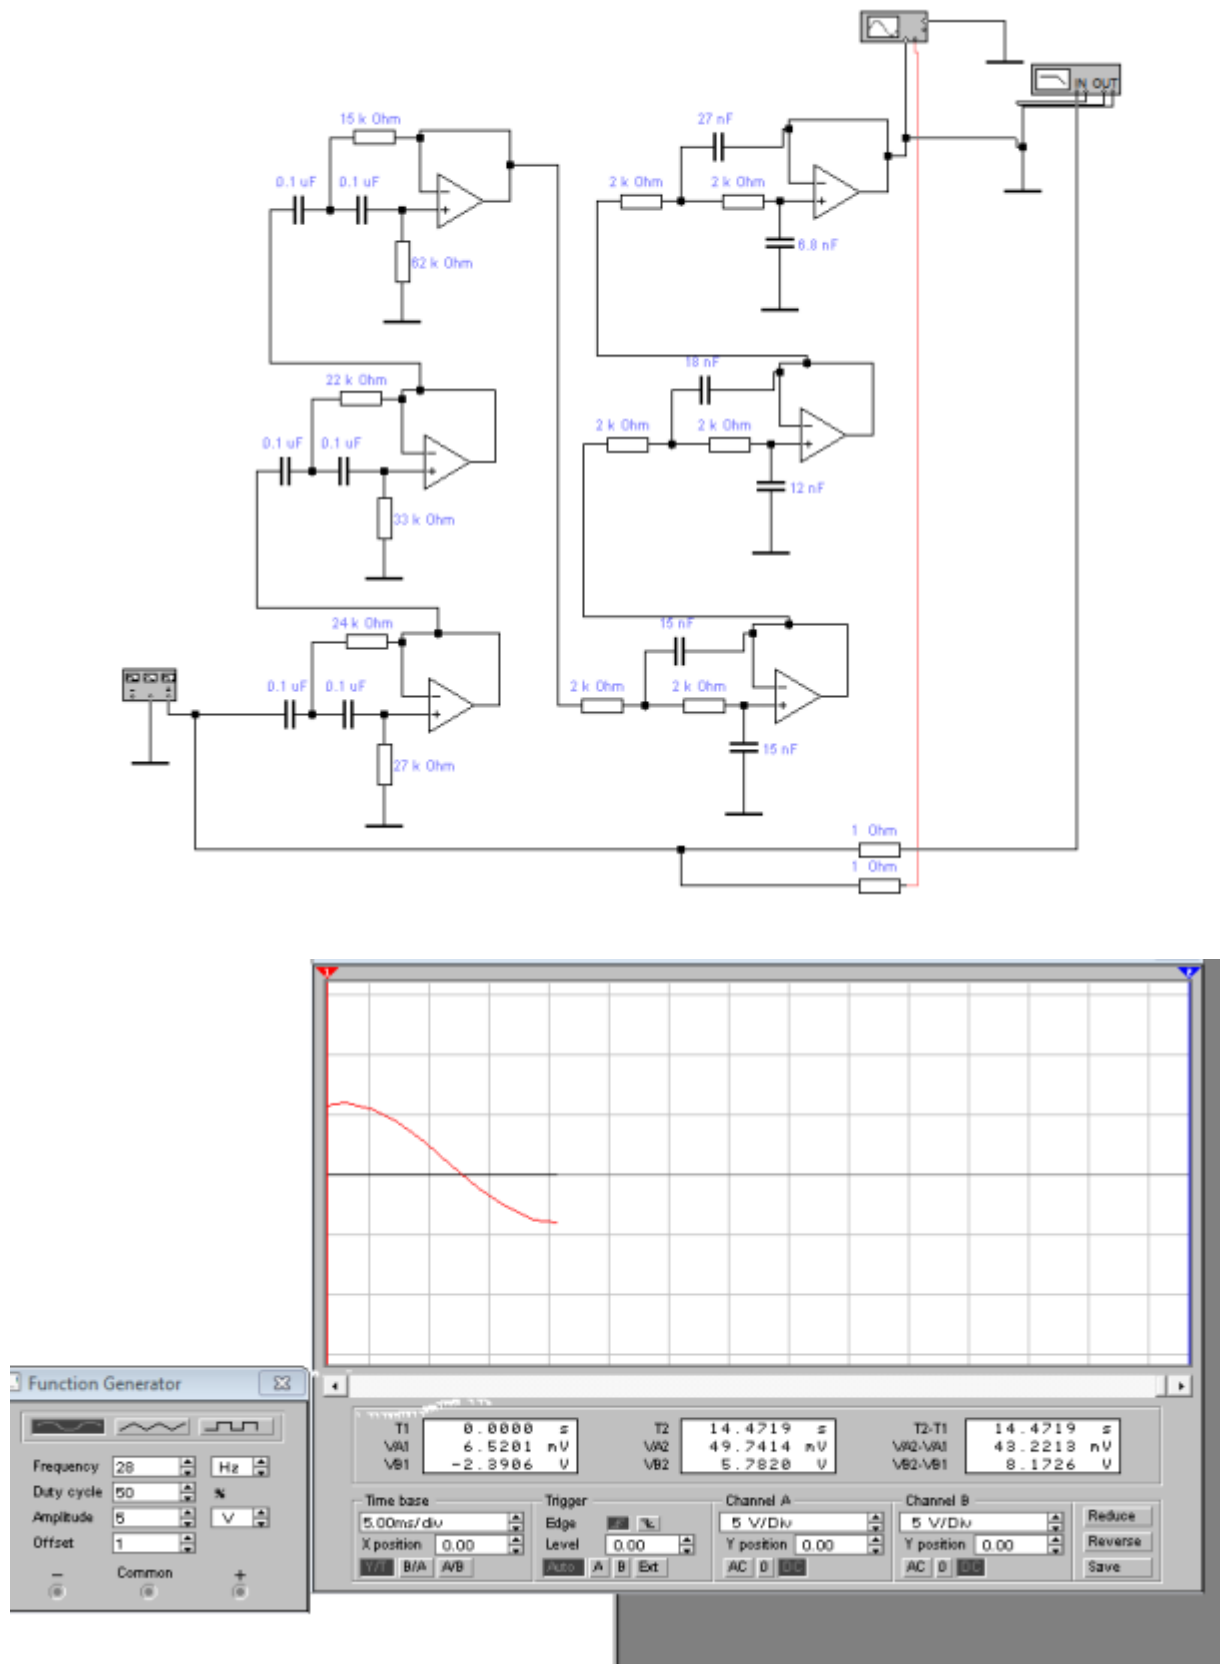 IN OUT
15 k Ohm
27 nF
0.1 uF 0.1 uF
2 k Ohm 2 k Ohm
62 k Ohm
6.8 nF
22 k Ohm
18 nF
0.1 uF 0.1 uF
2 k Ohm 2 k Ohm
33 k Ohm
12 nF
24 k Ohm
15 nF
0.1 uF 0.1 uF
2 k Ohm 2 k Ohm
27 k Ohm
15 nF
1 Ohm
1 Ohm
1 2
Function Generator
Frequency 28 Hz
Duty cycle 50 %
Amplitude 5 V
Offset 1
− Common +
T1 0.0000 s T2 14.4719 s T2-T1 14.4719 s
VA1 6.5201 mV VA2 49.7414 mV VA2-VA1 43.2213 mV
VB1 -2.3906 V VB2 5.7820 V VB2-VB1 8.1726 V
Time base Trigger Channel A Channel B
5.00ms/div Edge 5 V/Div 5 V/Div Reduce
X position 0.00 Level 0.00 Y position 0.00 Y position 0.00 Reverse
Y/T B/A A/B Auto A B Ext AC 0 DC AC 0 DC Save